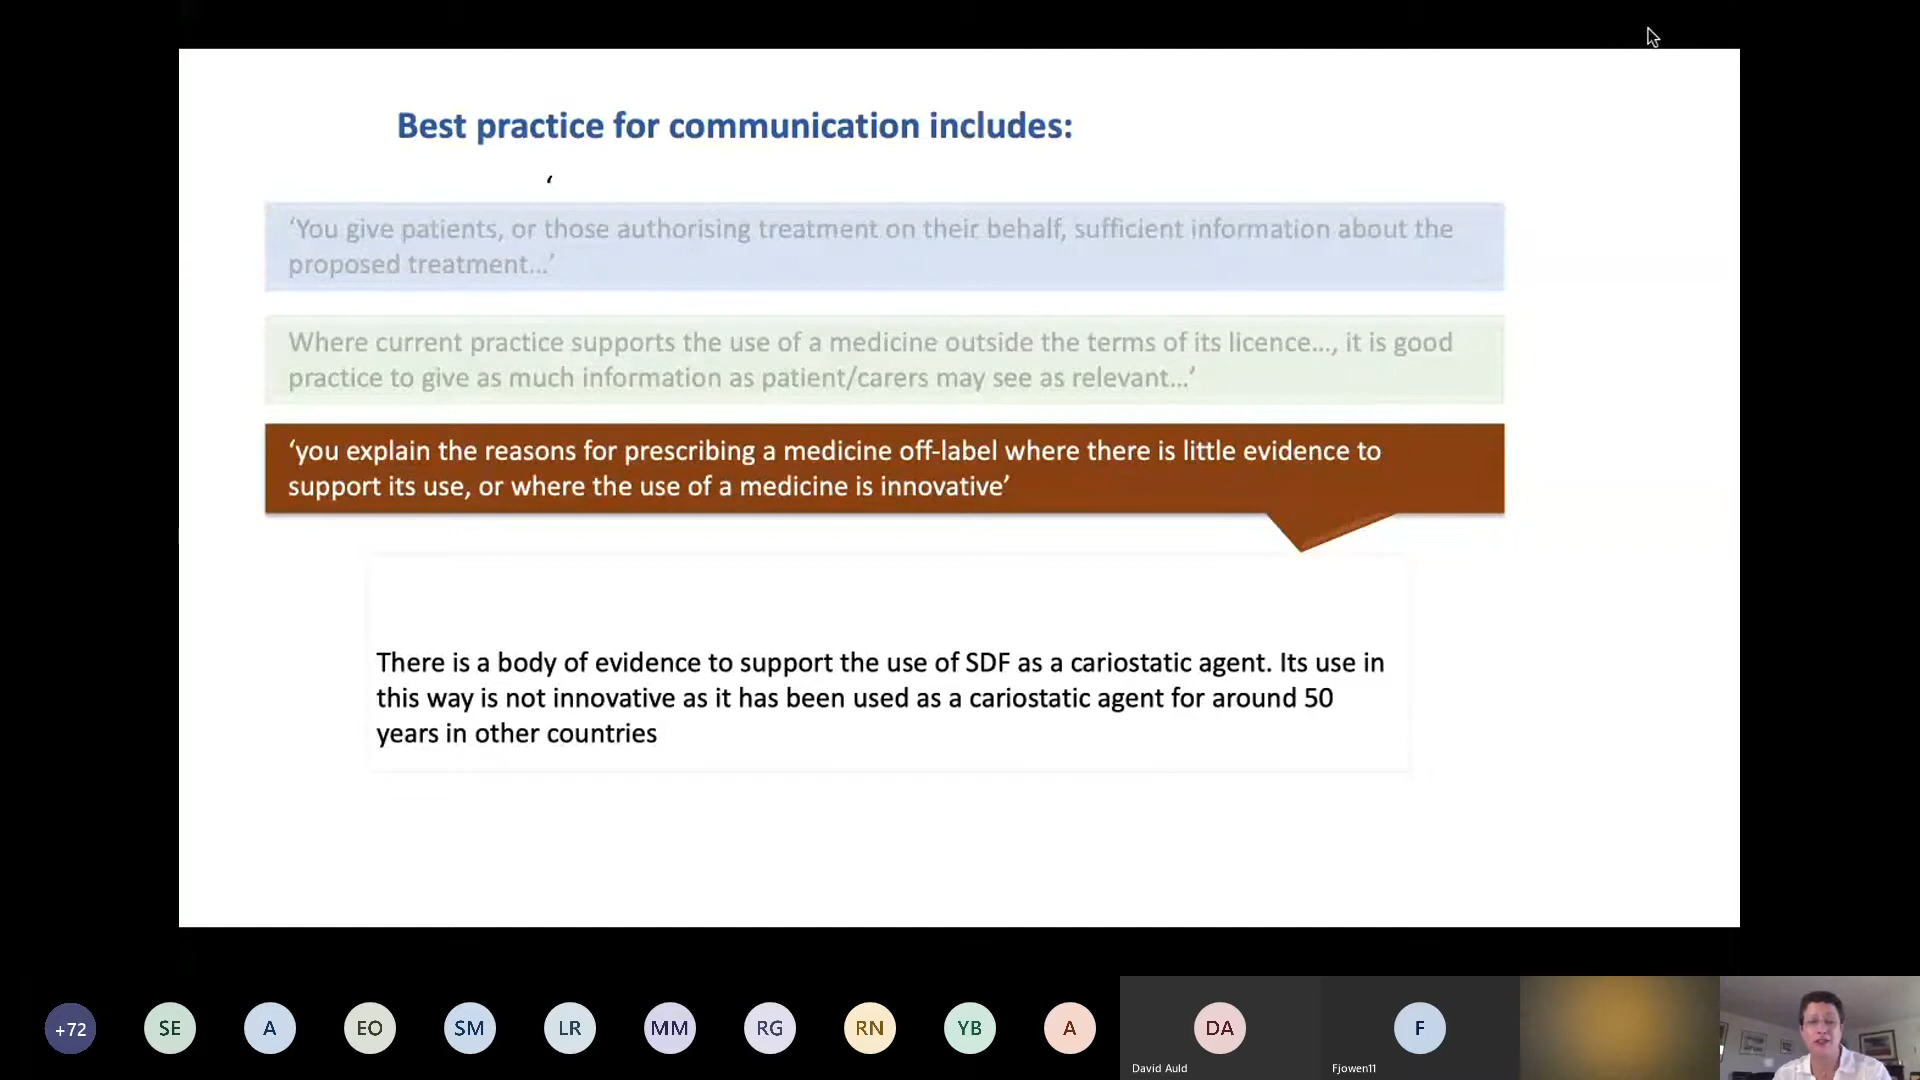 Best practice for communication includes:
‘
‘You give patients, or those authorising treatment on their behalf, sufficient information about the
proposed treatment...’
Where current practice supports the use of a medicine outside the terms of its licence..., it is good
practice to give as much information as patient/carers may see as relevant...’
‘you explain the reasons for prescribing a medicine off-label where there is little evidence to
support its use, or where the use of a medicine is innovative’
There is a body of evidence to support the use of SDF as a cariostatic agent. Its use in
this way is not innovative as it has been used as a cariostatic agent for around 50
years in other countries
+72 SE A EO SM LR MM RG RN YB A DA F
David Auld Fjowen11